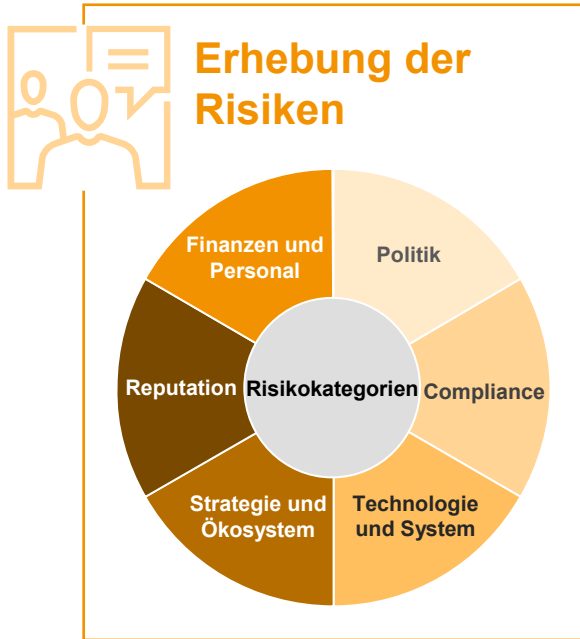 Erhebung der
Risiken
Finanzen und
Personal
Politik
Reputation
Risikokategorien
Compliance
Strategie und
Ökosystem
Technologie
und System